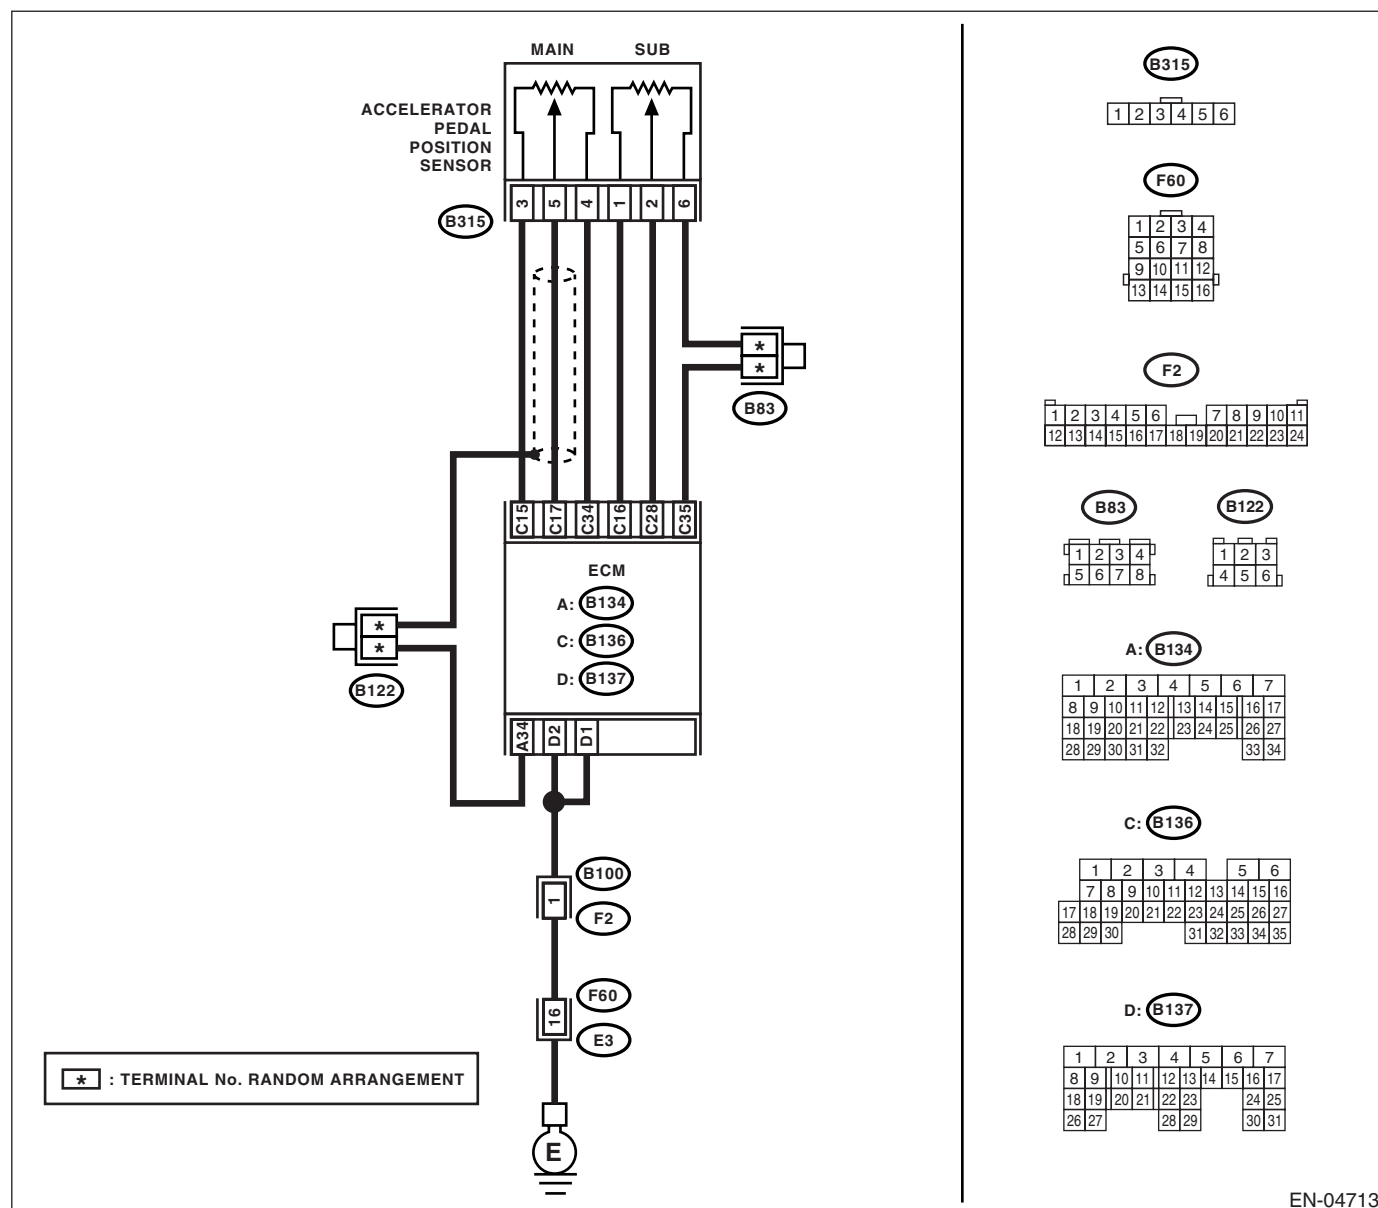 MAIN SUB
ACCELERATOR
PEDAL
POSITION
SENSOR
3 5 4 1 2 6
B315
* *
B83
C15 C17 C34 C16 C28 C35
ECM
A: B134
C: B136
D: B137
* *
B122
A34 D2 D1
B100
1
F2
F60
16
E3
* : TERMINAL No. RANDOM ARRANGEMENT
E
B315
1 2 3 4 5 6
F60
1 2 3 4
5 6 7 8
9 10 11 12
13 14 15 16
F2
1 2 3 4 5 6 7 8 9 10 11
12 13 14 15 16 17 18 19 20 21 22 23 24
B83
1 2 3 4
5 6 7 8
B122
1 2 3
4 5 6
A: B134
1 2 3 4 5 6 7
8 9 10 11 12 13 14 15 16 17
18 19 20 21 22 23 24 25 26 27
28 29 30 31 32 33 34
C: B136
1 2 3 4 5 6
7 8 9 10 11 12 13 14 15 16
17 18 19 20 21 22 23 24 25 26 27
28 29 30 31 32 33 34 35
D: B137
1 2 3 4 5 6 7
8 9 10 11 12 13 14 15 16 17
18 19 20 21 22 23 24 25
26 27 28 29 30 31
EN-04713